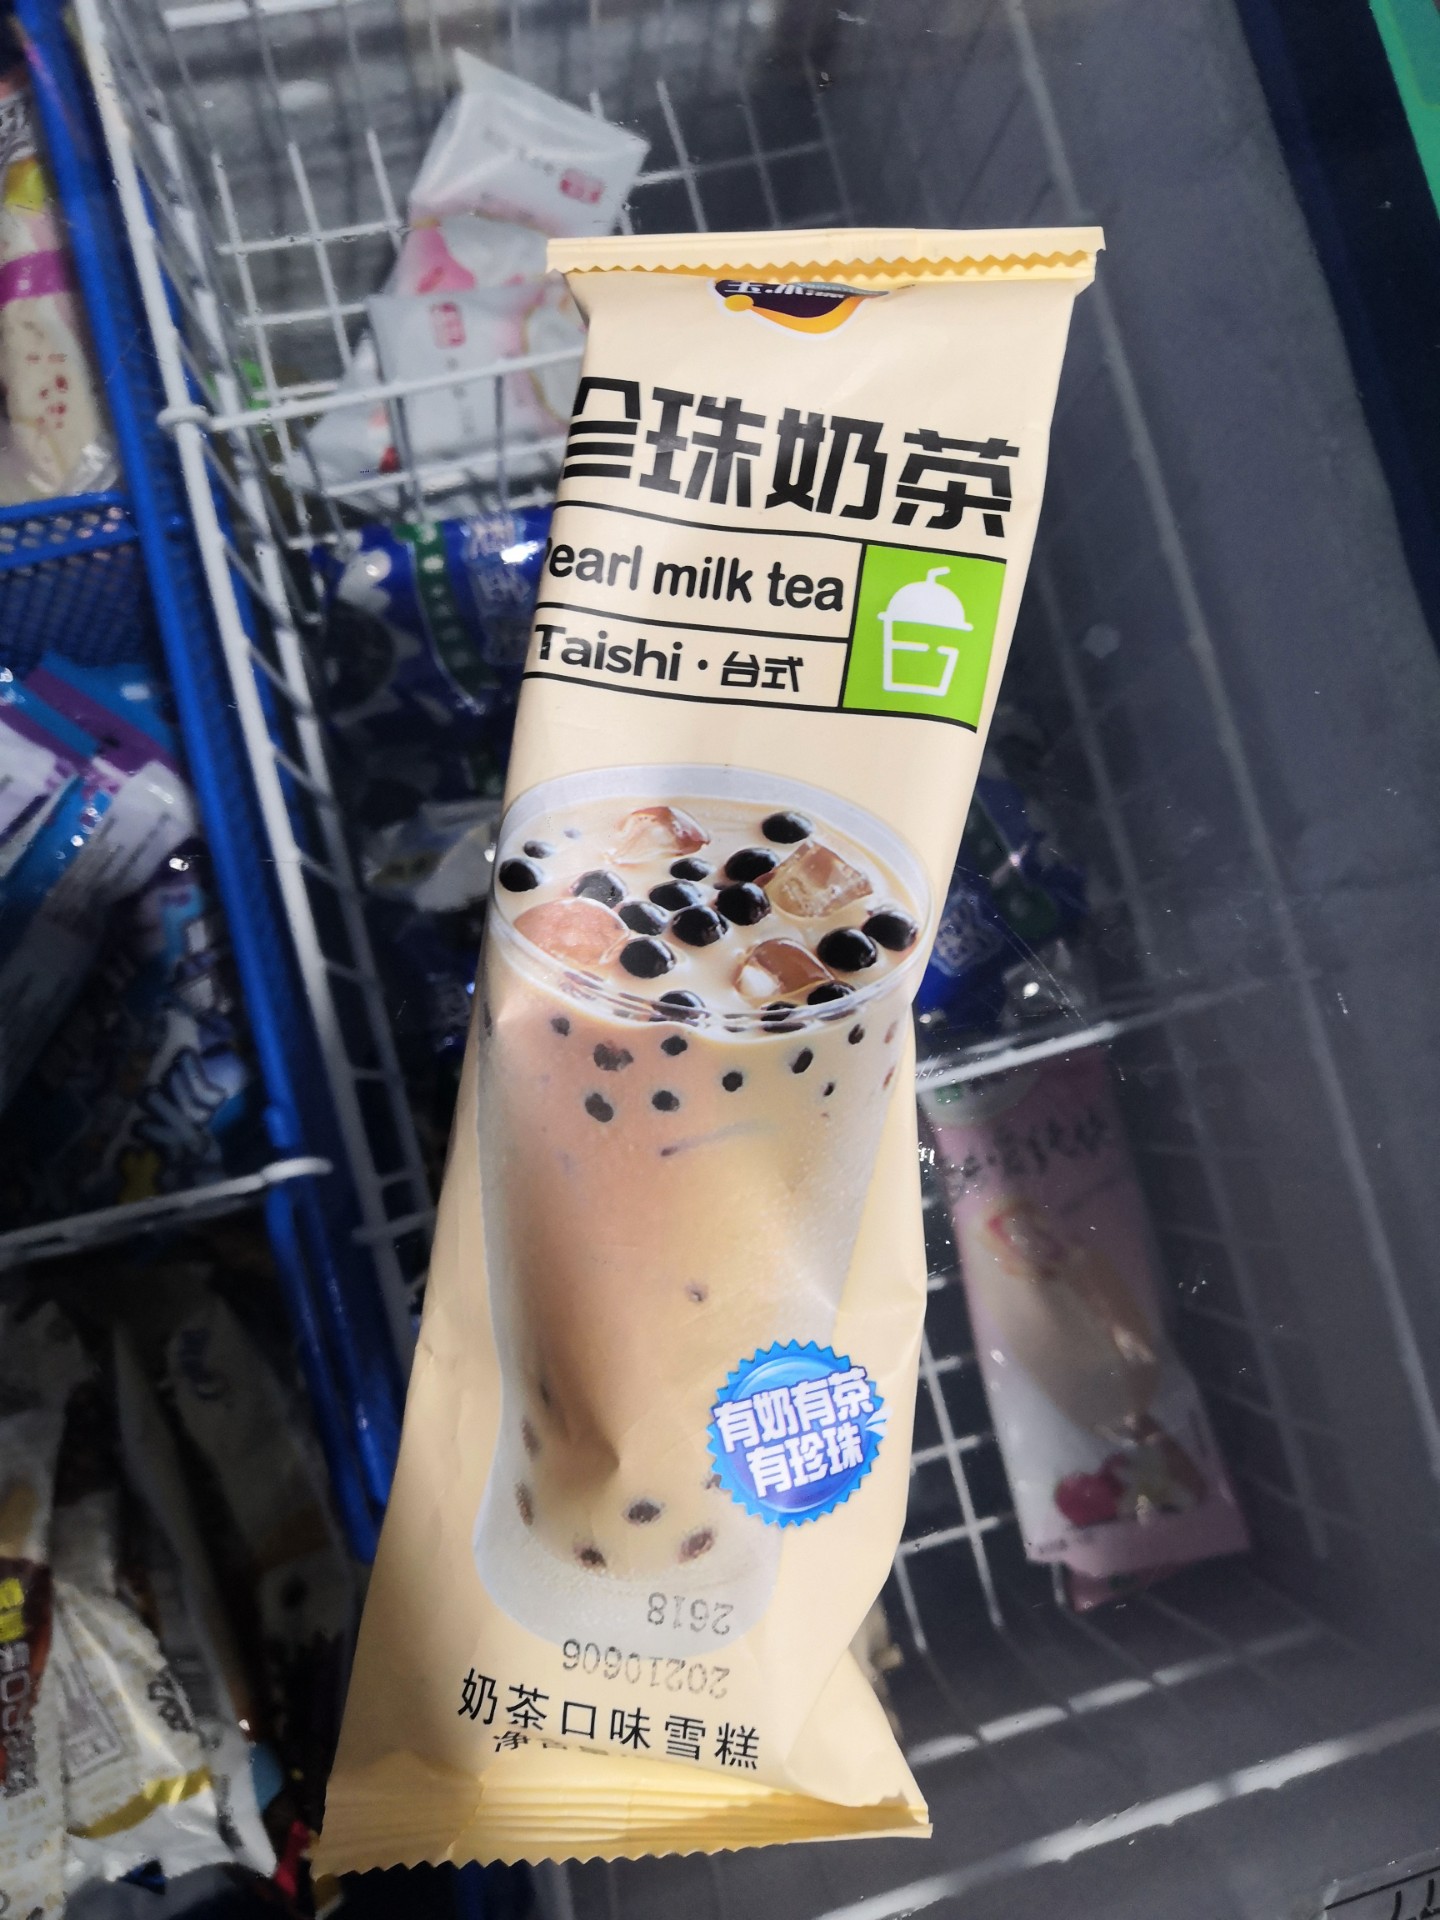 珍珠奶茶
Pearl milk tea
Taishi·台式
有奶有茶
有珍珠
2618
20210606
奶茶口味雪糕